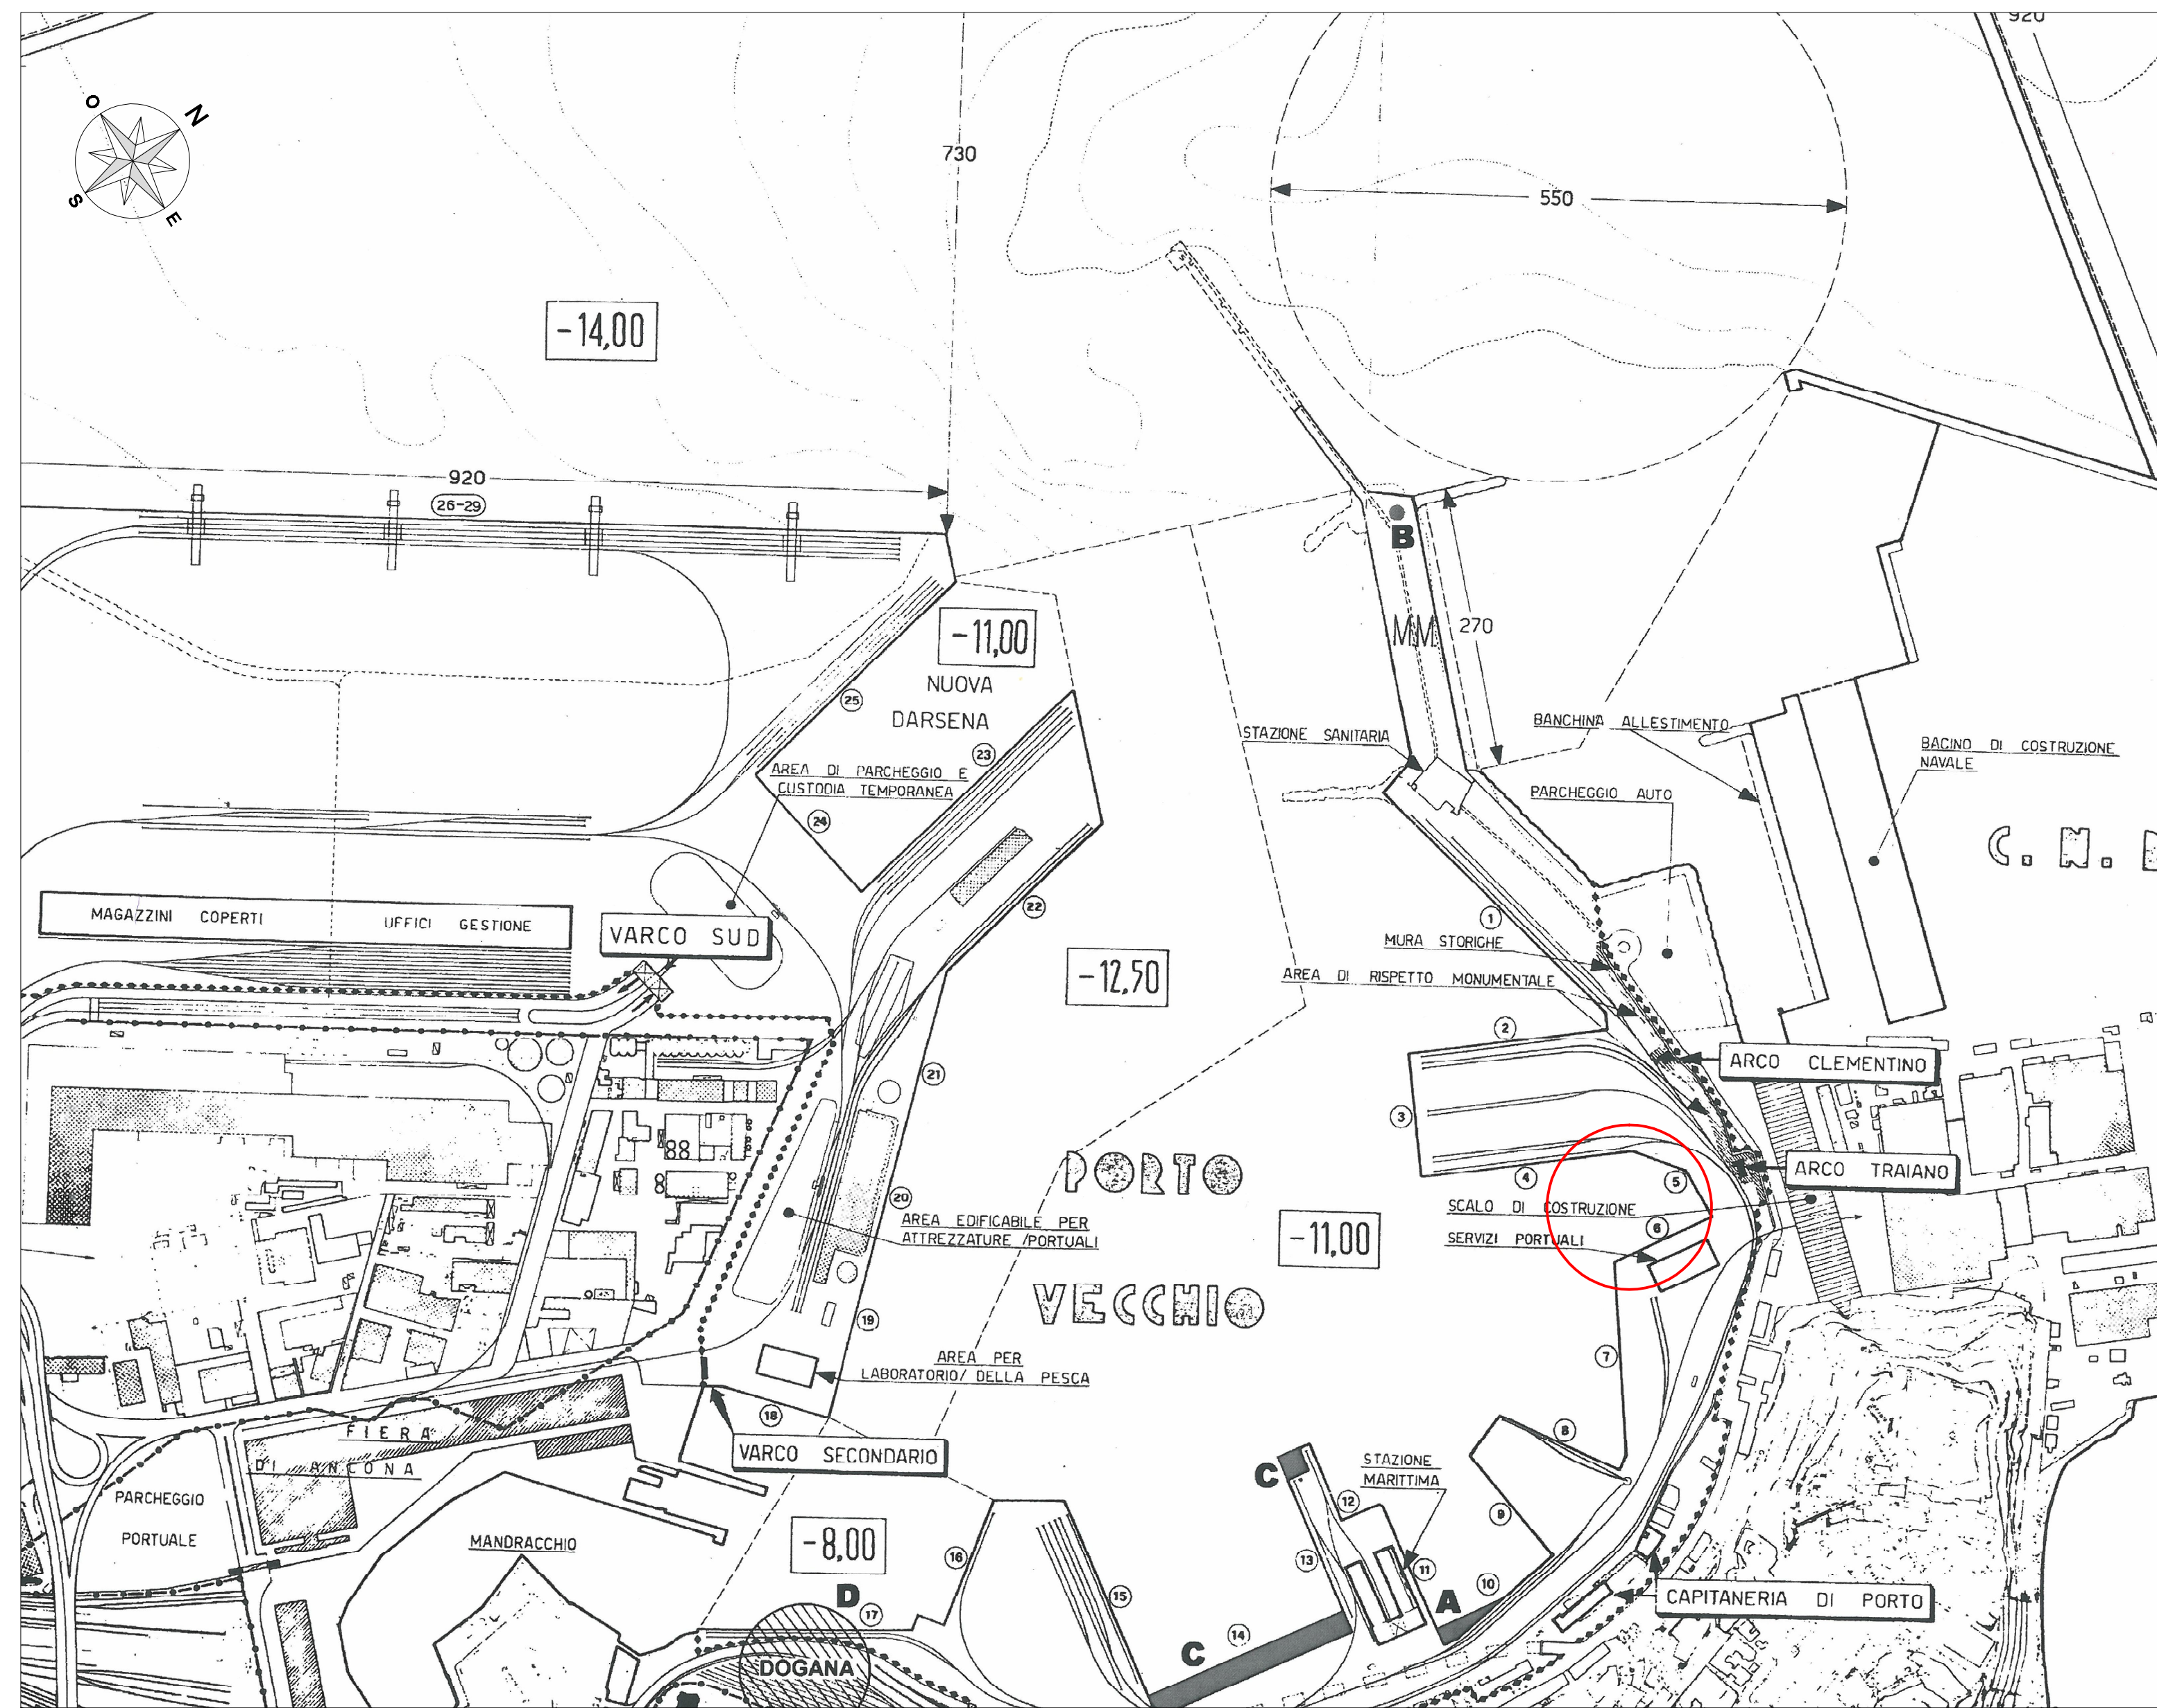 920
O
N
S
E
730
550
-14,00
920
26-29
B
-11,00
MM
270
NUOVA
DARSENA
25
23
STAZIONE SANITARIA
BANCHINA ALLESTIMENTO
BACINO DI COSTRUZIONE
NAVALE
AREA DI PARCHEGGIO E
CUSTODIA TEMPORANEA
PARCHEGGIO AUTO
24
C. N.
MAGAZZINI COPERTI
UFFICI GESTIONE
VARCO SUD
22
1
MURA STORICHE
-12,50
AREA DI RISPETTO MONUMENTALE
2
21
ARCO CLEMENTINO
3
PORTO
ARCO TRAIANO
4
5
20
AREA EDIFICABILE PER
ATTREZZATURE /PORTUALI
SCALO DI COSTRUZIONE
6
-11,00
SERVIZI PORTUALI
VECCHIO
19
AREA PER
LABORATORIO/ DELLA PESCA
7
18
FIERA
DI ANCONA
VARCO SECONDARIO
8
C
STAZIONE
MARITTIMA
PARCHEGGIO
PORTUALE
12
9
MANDRACCHIO
-8,00
16
13
11
10
D
17
15
A
CAPITANERIA DI PORTO
14
C
DOGANA